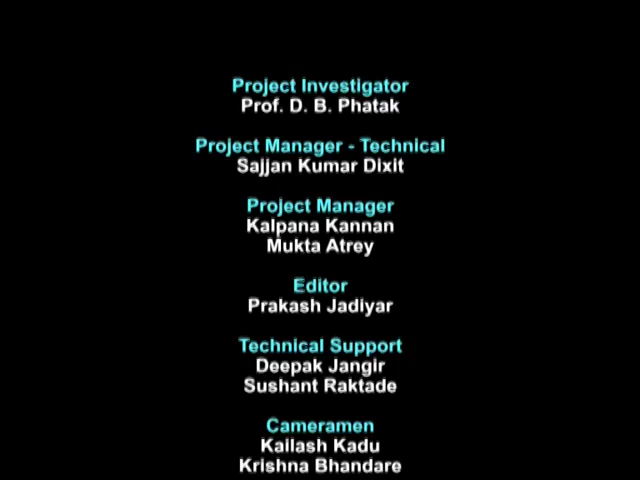 Project Investigator
Prof. D. B. Phatak
Project Manager - Technical
Sajjan Kumar Dixit
Project Manager
Kalpana Kannan
Mukta Atrey
Editor
Prakash Jadiyar
Technical Support
Deepak Jangir
Sushant Raktade
Cameramen
Kailash Kadu
Krishna Bhandare